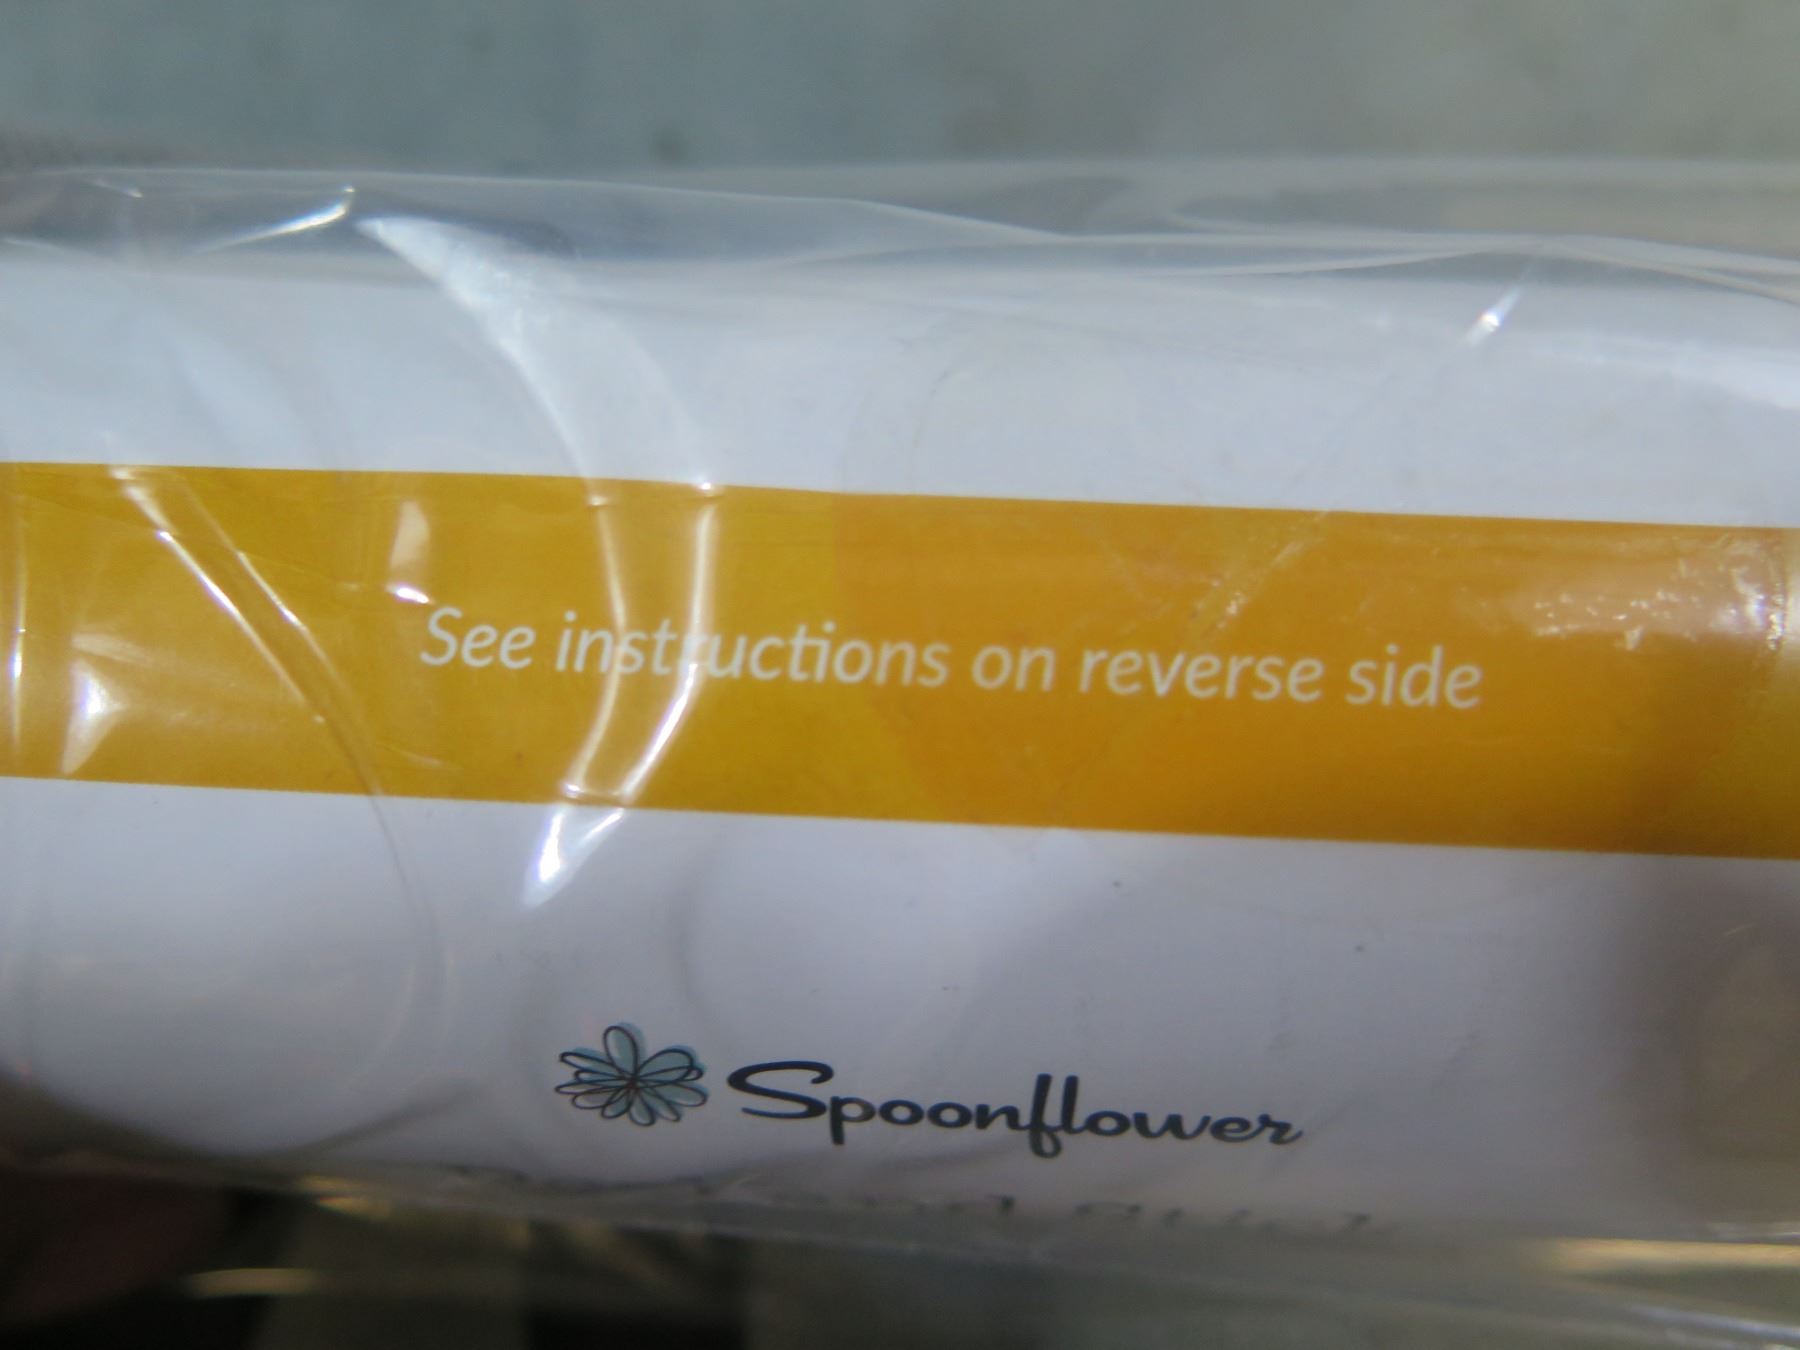 See instructions on reverse side
Spoonflower